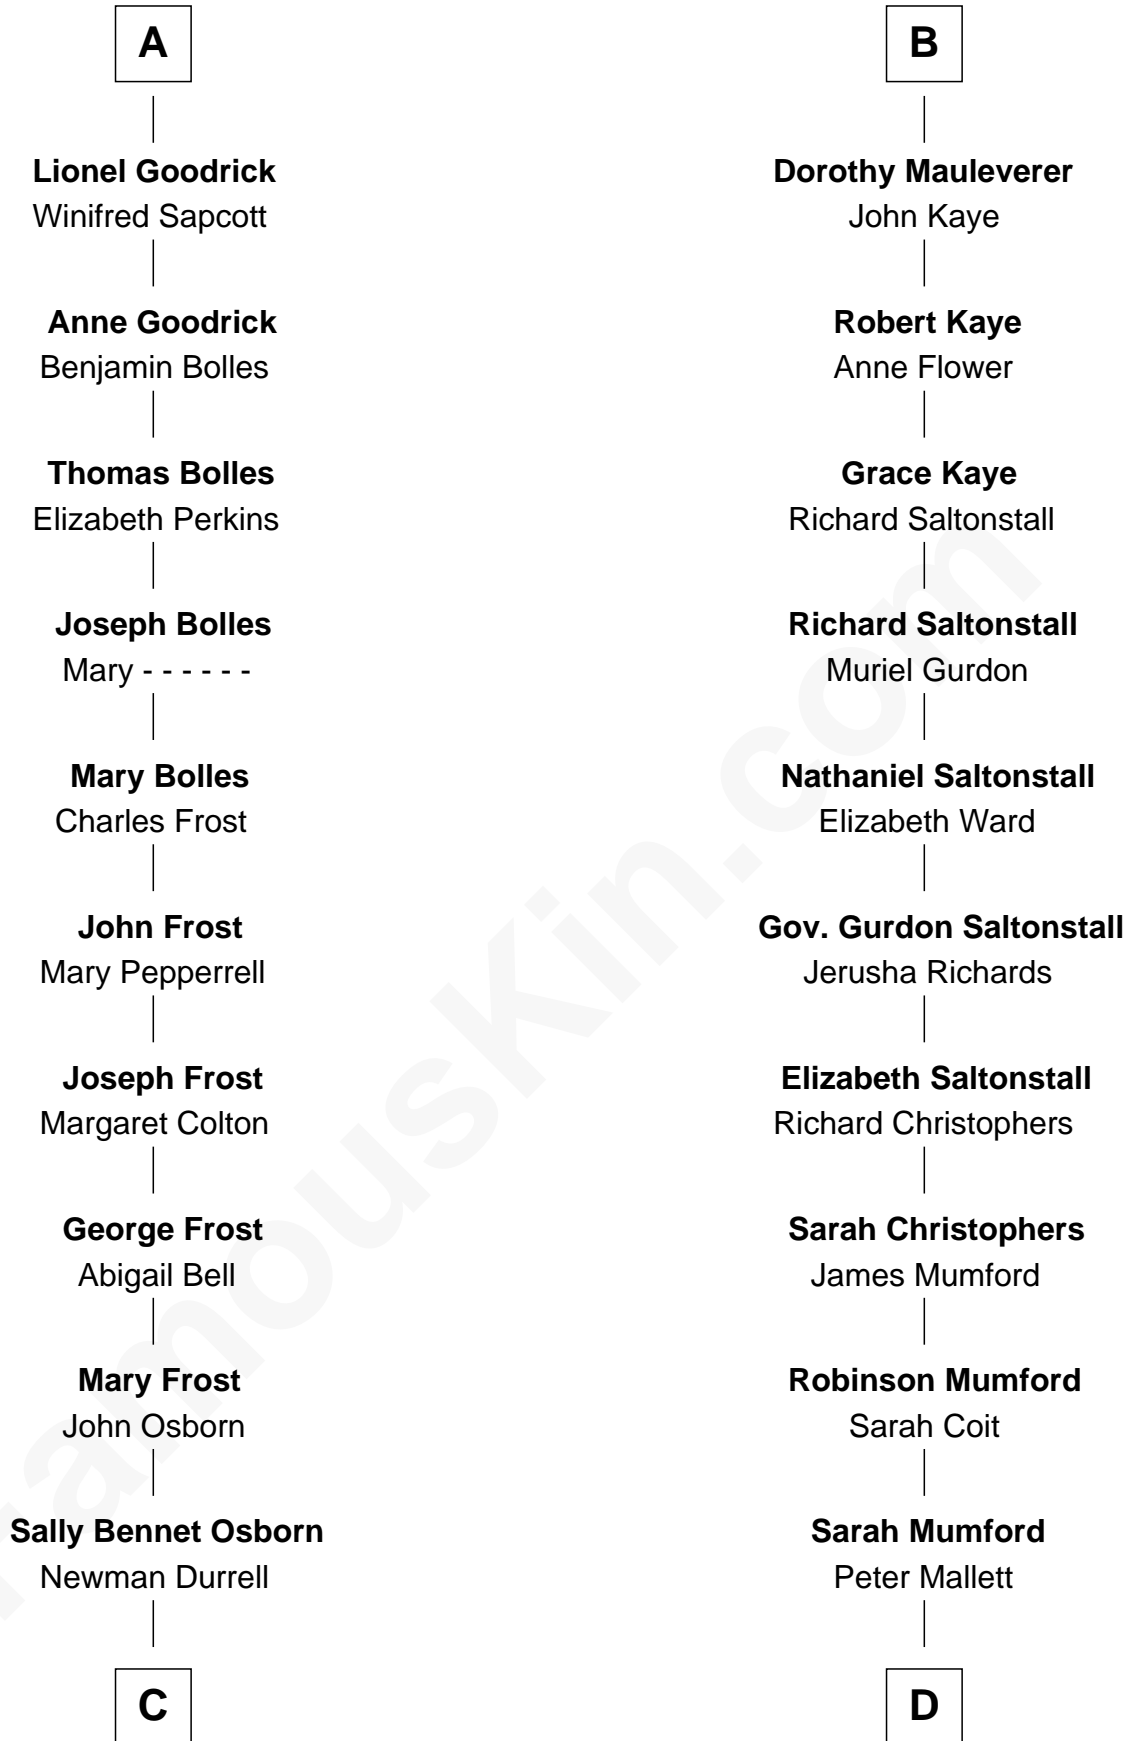 A
Lionel Goodrick
Winifred Sapcott
Anne Goodrick
Benjamin Bolles
Thomas Bolles
Elizabeth Perkins
Joseph Bolles
Mary - - - - - -
Mary Bolles
Charles Frost
John Frost
Mary Pepperrell
Joseph Frost
Margaret Colton
George Frost
Abigail Bell
Mary Frost
John Osborn
Sally Bennet Osborn
Newman Durrell
C
B
Dorothy Mauleverer
John Kaye
Robert Kaye
Anne Flower
Grace Kaye
Richard Saltonstall
Richard Saltonstall
Muriel Gurdon
Nathaniel Saltonstall
Elizabeth Ward
Gov. Gurdon Saltonstall
Jerusha Richards
Elizabeth Saltonstall
Richard Christophers
Sarah Christophers
James Mumford
Robinson Mumford
Sarah Coit
Sarah Mumford
Peter Mallett
D
FamousKin.com